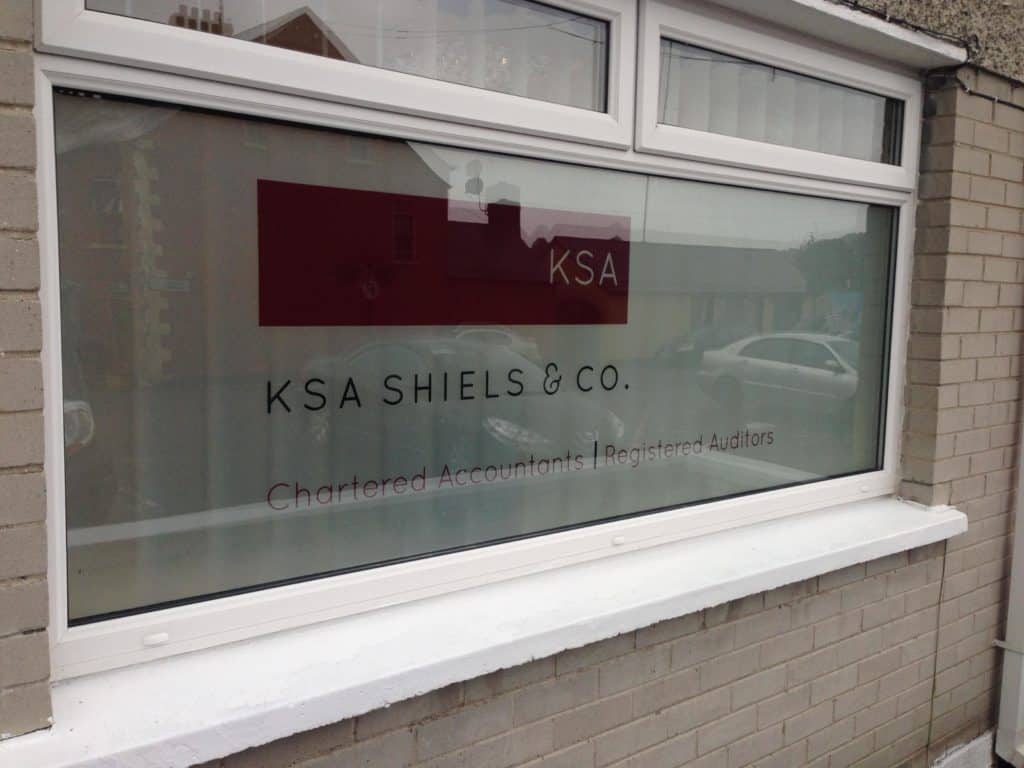 KSA
KSA SHIELS & CO.
Chartered Accountants | Registered Auditors